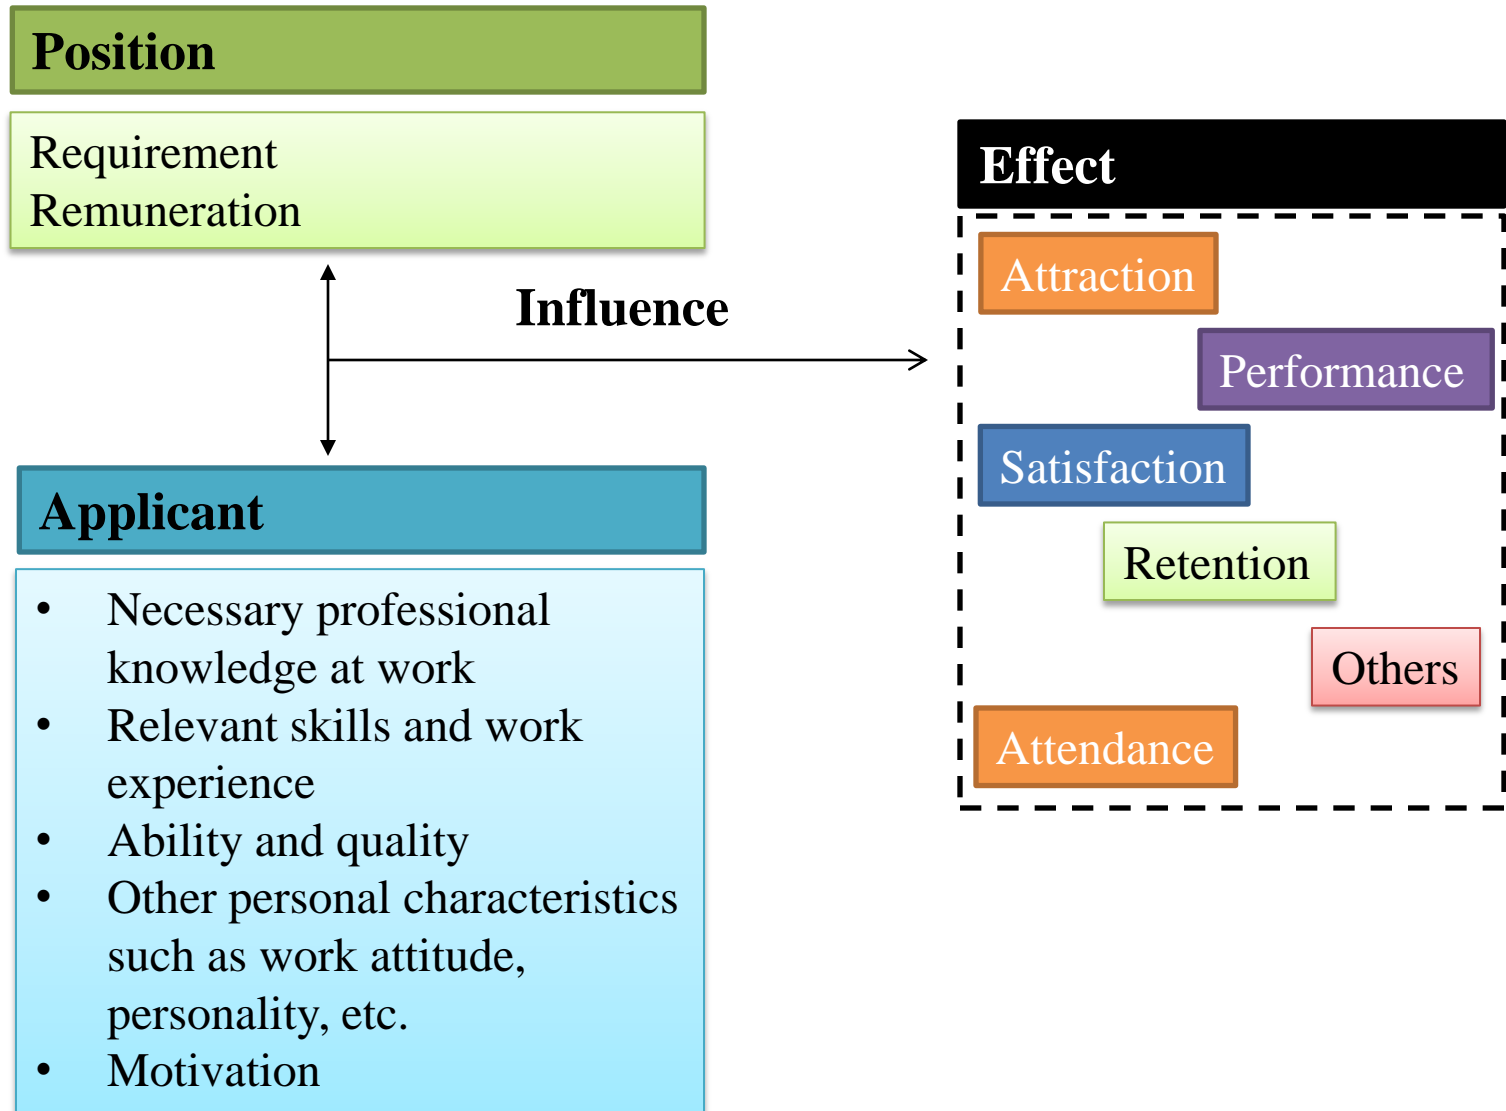 Position
Requirement
Remuneration
Influence
Applicant
• Necessary professional
knowledge at work
• Relevant skills and work
experience
• Ability and quality
• Other personal characteristics
such as work attitude,
personality, etc.
• Motivation
Effect
Attraction
Performance
Satisfaction
Retention
Others
Attendance